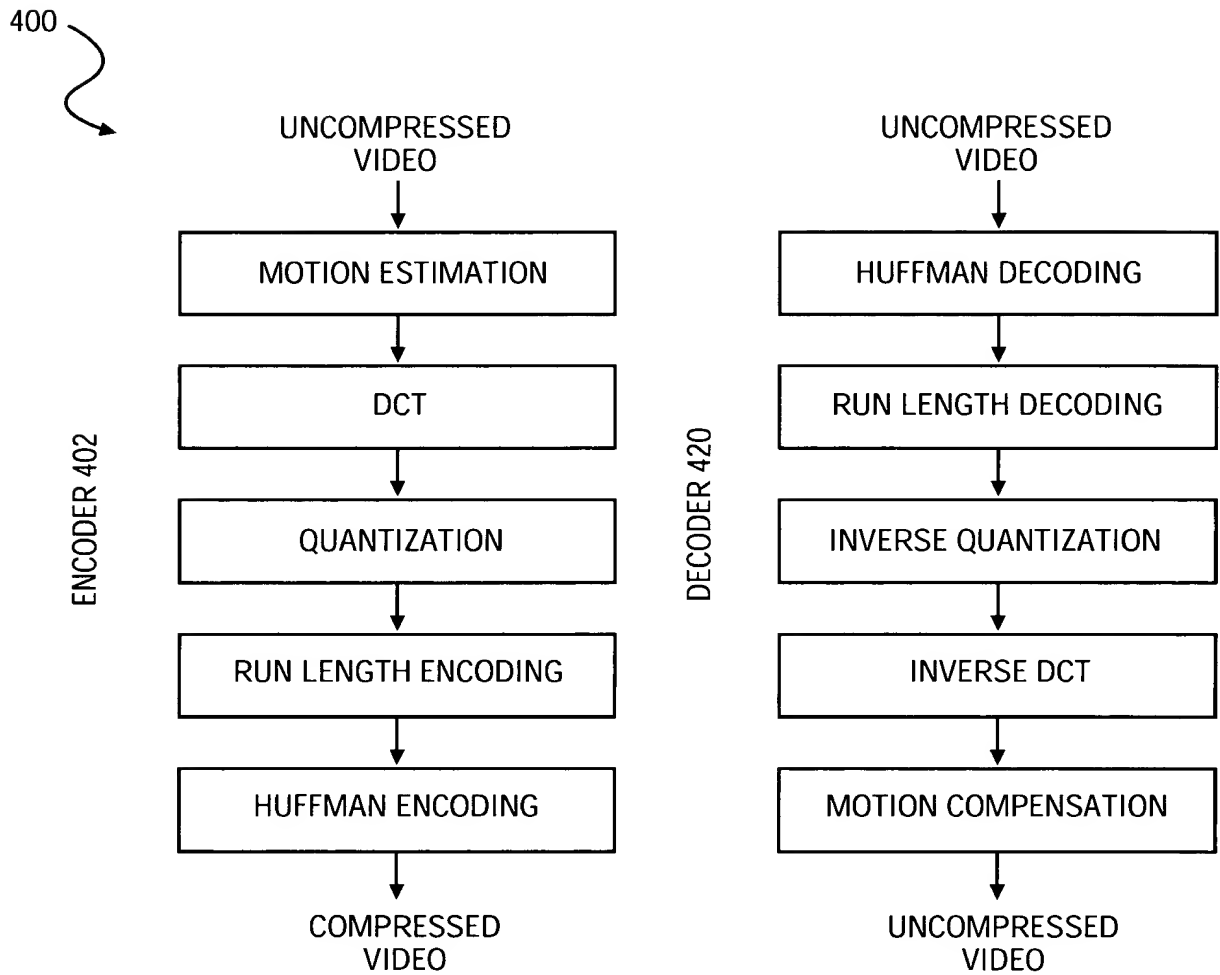 400
UNCOMPRESSED
VIDEO
MOTION ESTIMATION
DCT
QUANTIZATION
RUN LENGTH ENCODING
HUFFMAN ENCODING
COMPRESSED
VIDEO
ENCODER 402
UNCOMPRESSED
VIDEO
HUFFMAN DECODING
RUN LENGTH DECODING
INVERSE QUANTIZATION
INVERSE DCT
MOTION COMPENSATION
UNCOMPRESSED
VIDEO
DECODER 420